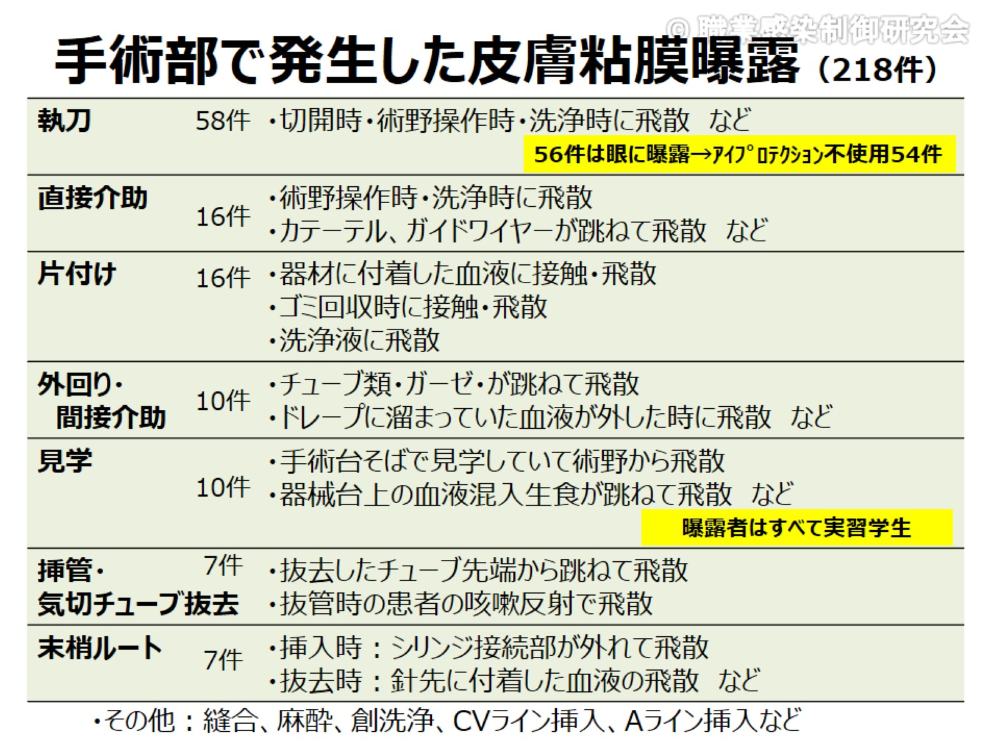 © 職業感染制御研究会
手術部で発生した皮膚粘膜曝露（218件）
執刀 58件 ・切開時・術野操作時・洗浄時に飛散　など
56件は眼に曝露→ｱｲﾌﾟﾛﾃｸｼｮﾝ不使用54件
直接介助 16件 ・術野操作時・洗浄時に飛散
・カテーテル、ガイドワイヤーが跳ねて飛散　など
片付け 16件 ・器材に付着した血液に接触・飛散
・ゴミ回収時に接触・飛散
・洗浄液に飛散
外回り・ 10件 ・チューブ類・ガーゼ・が跳ねて飛散
間接介助 ・ドレープに溜まっていた血液が外した時に飛散　など
見学 10件 ・手術台そばで見学していて術野から飛散
・器械台上の血液混入生食が跳ねて飛散　など
曝露者はすべて実習学生
挿管・ 7件 ・抜去したチューブ先端から跳ねて飛散
気切チューブ抜去 ・抜管時の患者の咳嗽反射で飛散
末梢ルート 7件 ・挿入時：シリンジ接続部が外れて飛散
・抜去時：針先に付着した血液の飛散　など
・その他：縫合、麻酔、創洗浄、CVライン挿入、Aライン挿入など